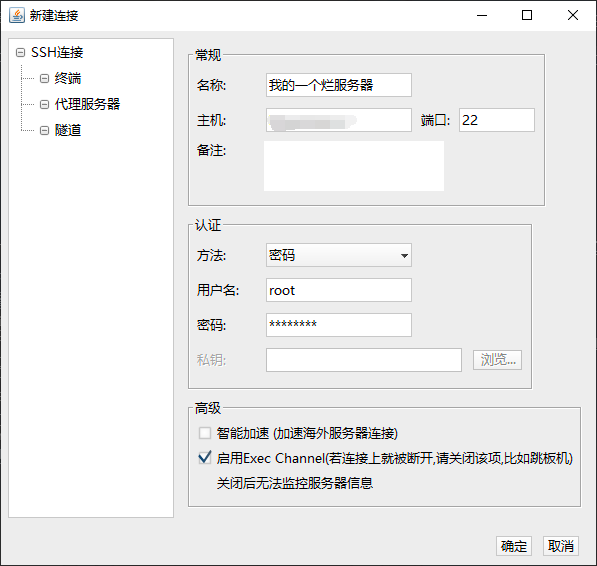 新建连接
SSH连接
终端
代理服务器
隧道
常规
名称: 我的一个烂服务器
主机: 端口: 22
备注:
认证
方法: 密码
用户名: root
密码: ********
私钥: 浏览...
高级
智能加速 (加速海外服务器连接)
启用Exec Channel(若连接上就被断开,请关闭该项,比如跳板机)
关闭后无法监控服务器信息
确定 取消